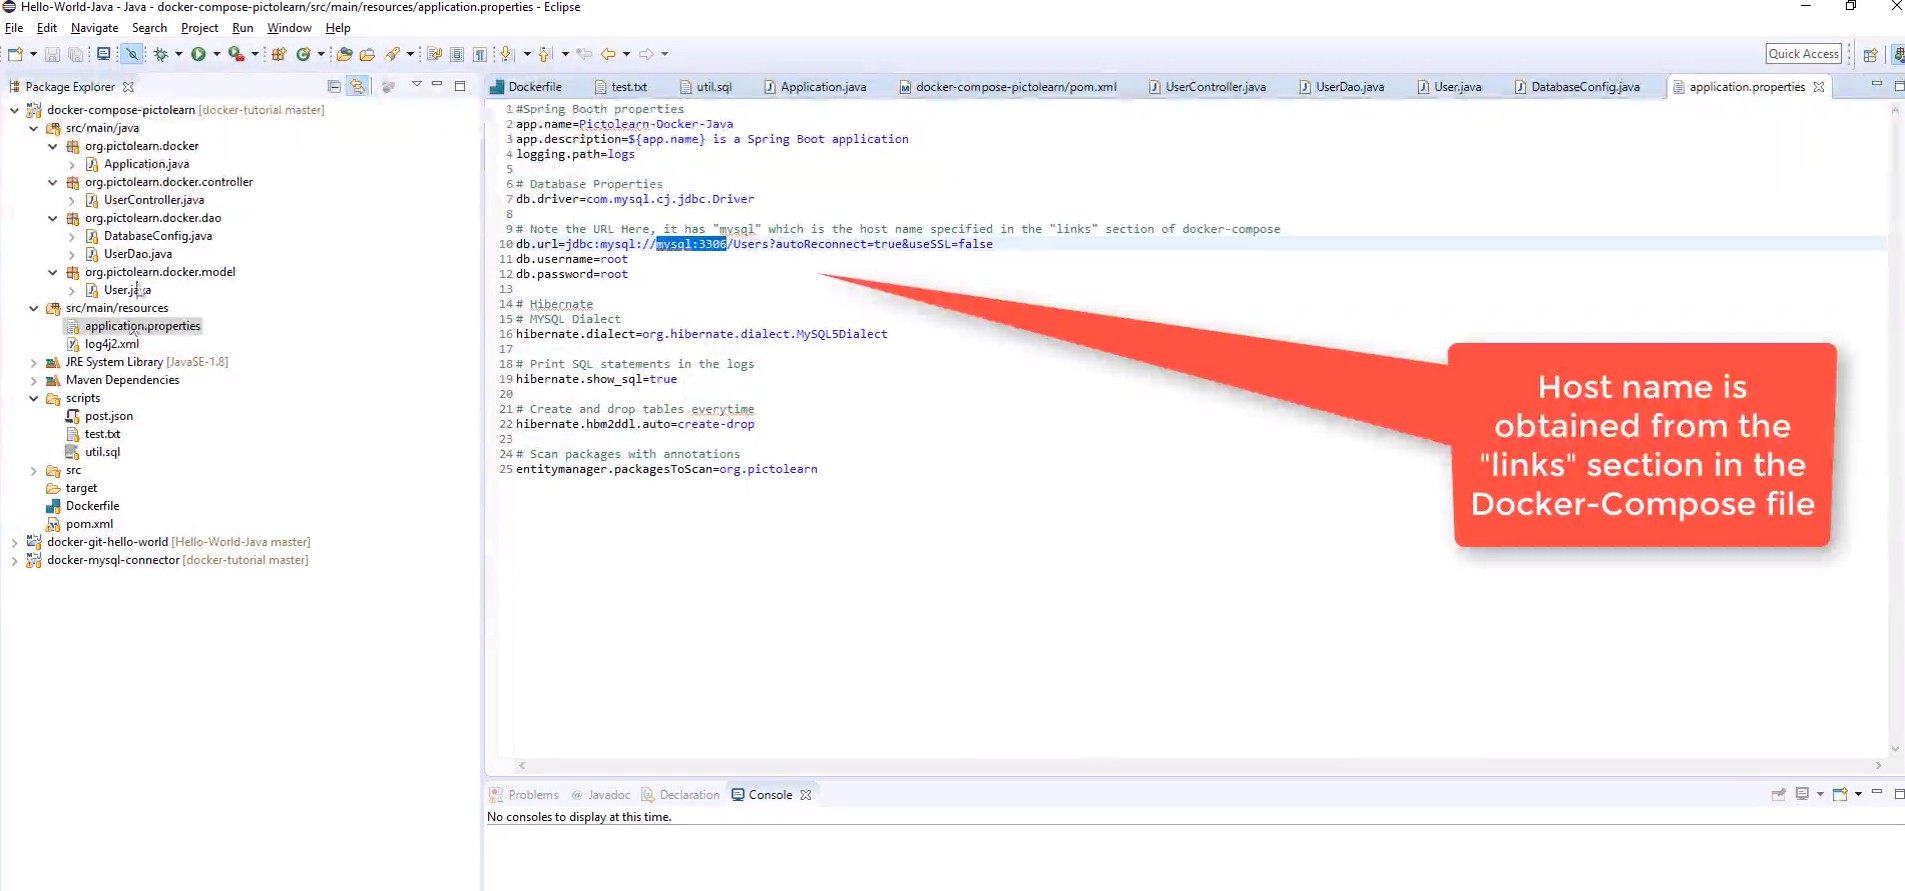 Hello-World-Java - Java - docker-compose-pictolearn/src/main/resources/application.properties - Eclipse
File Edit Navigate Search Project Run Window Help
Quick Access
Package Explorer
docker-compose-pictolearn [docker-tutorial master]
src/main/java
org.pictolearn.docker
Application.java
org.pictolearn.docker.controller
UserController.java
org.pictolearn.docker.dao
DatabaseConfig.java
UserDao.java
org.pictolearn.docker.model
User.java
src/main/resources
application.properties
log4j2.xml
JRE System Library [JavaSE-1.8]
Maven Dependencies
scripts
post.json
test.txt
util.sql
src
target
Dockerfile
pom.xml
docker-git-hello-world [Hello-World-Java master]
docker-mysql-connector [docker-tutorial master]
Dockerfile test.txt util.sql Application.java docker-compose-pictolearn/pom.xml UserController.java UserDao.java User.java DatabaseConfig.java application.properties
1 #Spring Booth properties
2 app.name=Pictolearn-Docker-Java
3 app.description=${app.name} is a Spring Boot application
4 logging.path=logs
5
6 # Database Properties
7 db.driver=com.mysql.cj.jdbc.Driver
8
9 # Note the URL Here, it has "mysql" which is the host name specified in the "links" section of docker-compose
10 db.url=jdbc:mysql://mysql:3306/Users?autoReconnect=true&useSSL=false
11 db.username=root
12 db.password=root
13
14 # Hibernate
15 # MYSQL Dialect
16 hibernate.dialect=org.hibernate.dialect.MySQL5Dialect
17
18 # Print SQL statements in the logs
19 hibernate.show_sql=true
20
21 # Create and drop tables everytime
22 hibernate.hbm2ddl.auto=create-drop
23
24 # Scan packages with annotations
25 entitymanager.packagesToScan=org.pictolearn
Host name is
obtained from the
"links" section in the
Docker-Compose file
Problems @ Javadoc Declaration Console
No consoles to display at this time.